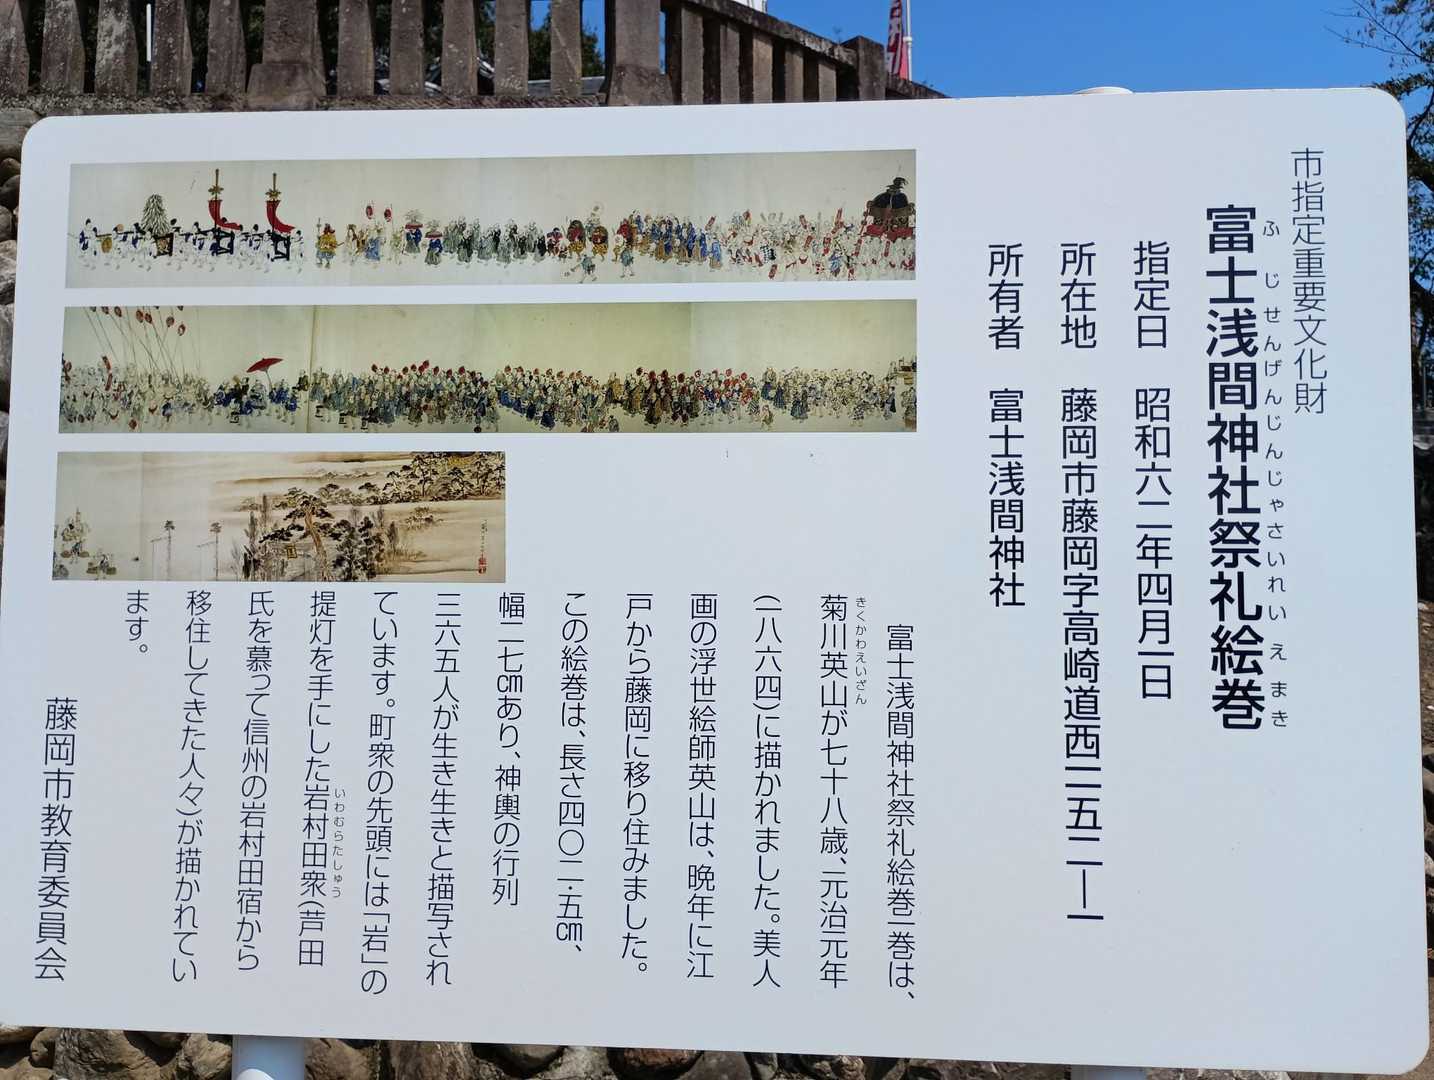 市指定重要文化財
富士浅間神社祭礼絵巻
ふじせんげんじんじゃさいれいえまき
指定日　昭和六二年四月一日
所在地　藤岡市藤岡字高崎道西一二五二―一
所有者　富士浅間神社
富士浅間神社祭礼絵巻一巻は、
菊川英山が七十八歳、元治元年
きくかわえいざん
(一八六四)に描かれました。美人
画の浮世絵師英山は、晩年に江
戸から藤岡に移り住みました。
この絵巻は、長さ四〇二・五㎝、
幅二七㎝あり、神輿の行列
三六五人が生き生きと描写され
ています。町衆の先頭には「岩」の
提灯を手にした岩村田衆(芦田
いわむらたしゅう
氏を慕って信州の岩村田宿から
移住してきた人々)が描かれてい
ます。
藤岡市教育委員会